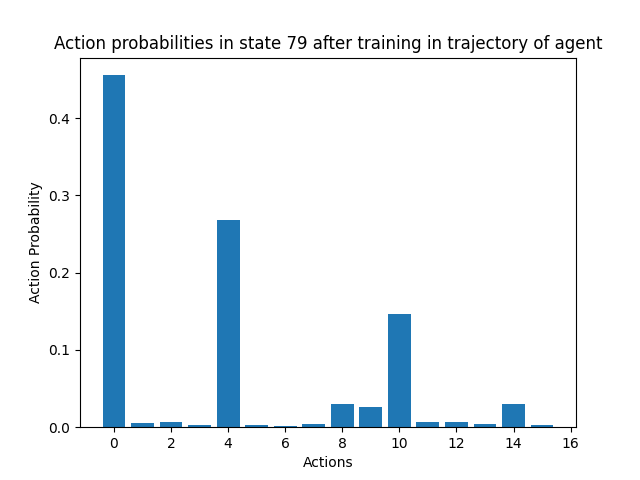 Action probabilities in state 79 after training in trajectory of agent
Action Probability
0.4
0.3
0.2
0.1
0.0
0 2 4 6 8 10 12 14 16
Actions